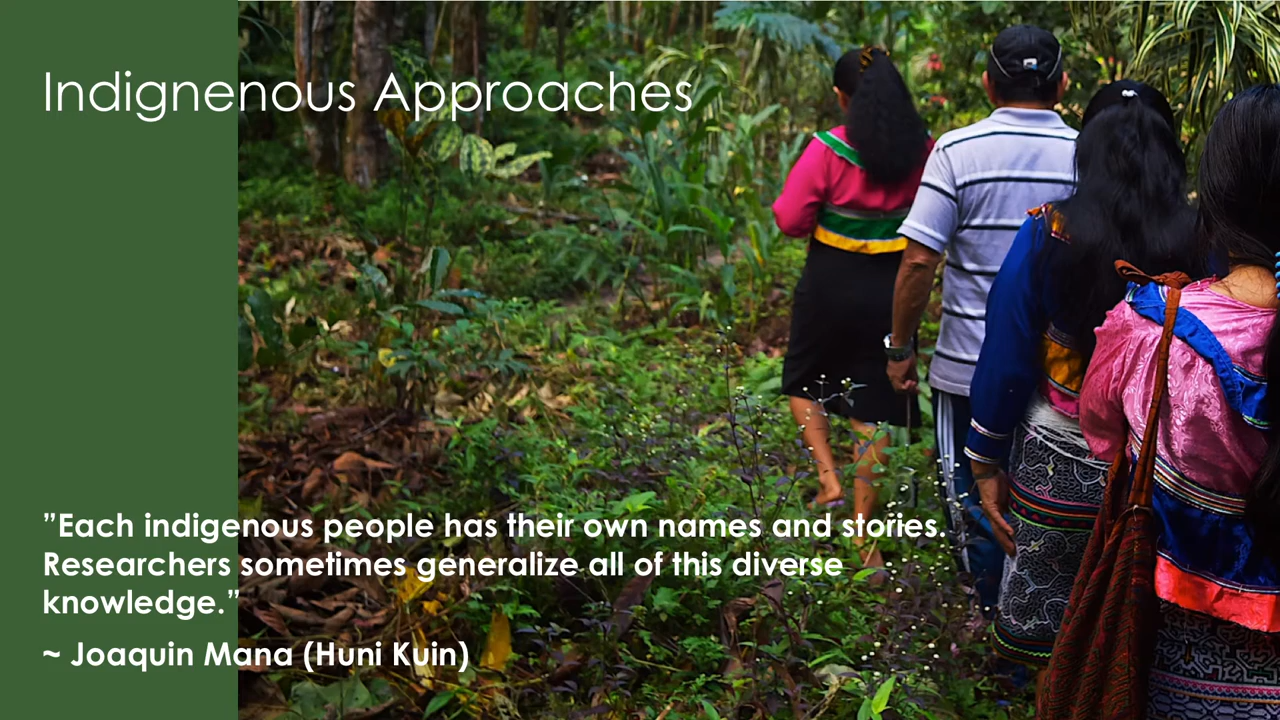 Indignenous Approaches
”Each indigenous people has their own names and stories.
Researchers sometimes generalize all of this diverse
knowledge.”
~ Joaquin Mana (Huni Kuin)